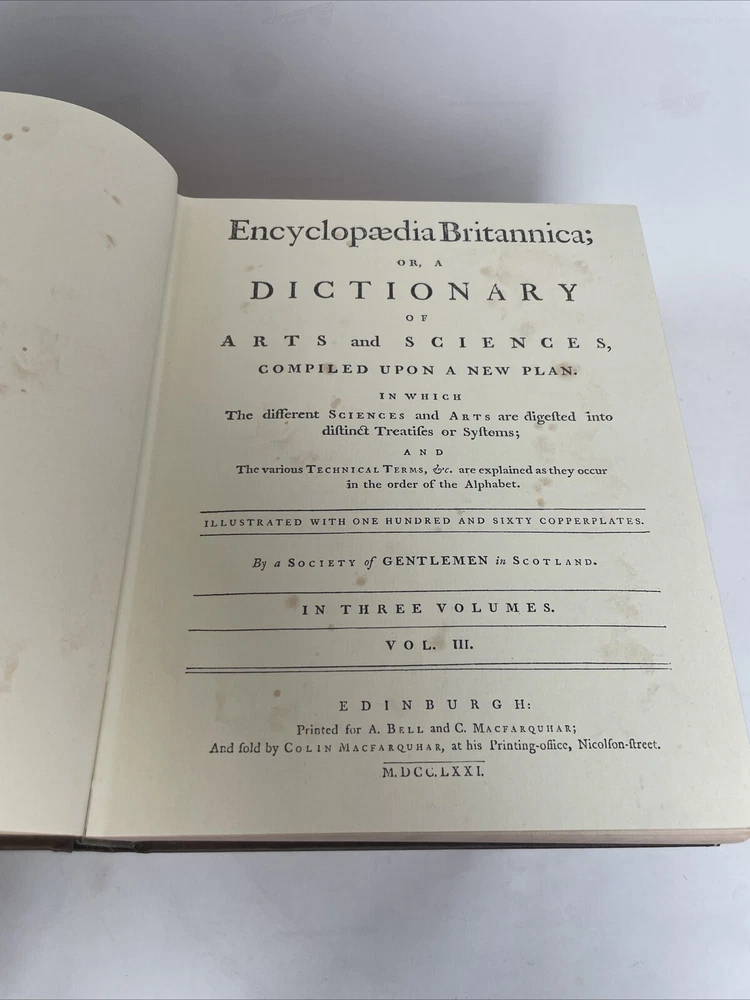 Encyclopædia Britannica;
OR, A
DICTIONARY
OF
ARTS and SCIENCES,
COMPILED UPON A NEW PLAN.
IN WHICH
The different SCIENCES and ARTS are digeſted into
diſtinct Treatiſes or Syſtems;
AND
The various TECHNICAL TERMS, &c. are explained as they occur
in the order of the Alphabet.
ILLUSTRATED WITH ONE HUNDRED AND SIXTY COPPERPLATES.
By a SOCIETY of GENTLEMEN in SCOTLAND.
IN THREE VOLUMES.
VOL. III.
EDINBURGH:
Printed for A. BELL and C. MACFARQUHAR;
And ſold by COLIN MACFARQUHAR, at his Printing-office, Nicolſon-ſtreet.
M.DCC.LXXI.